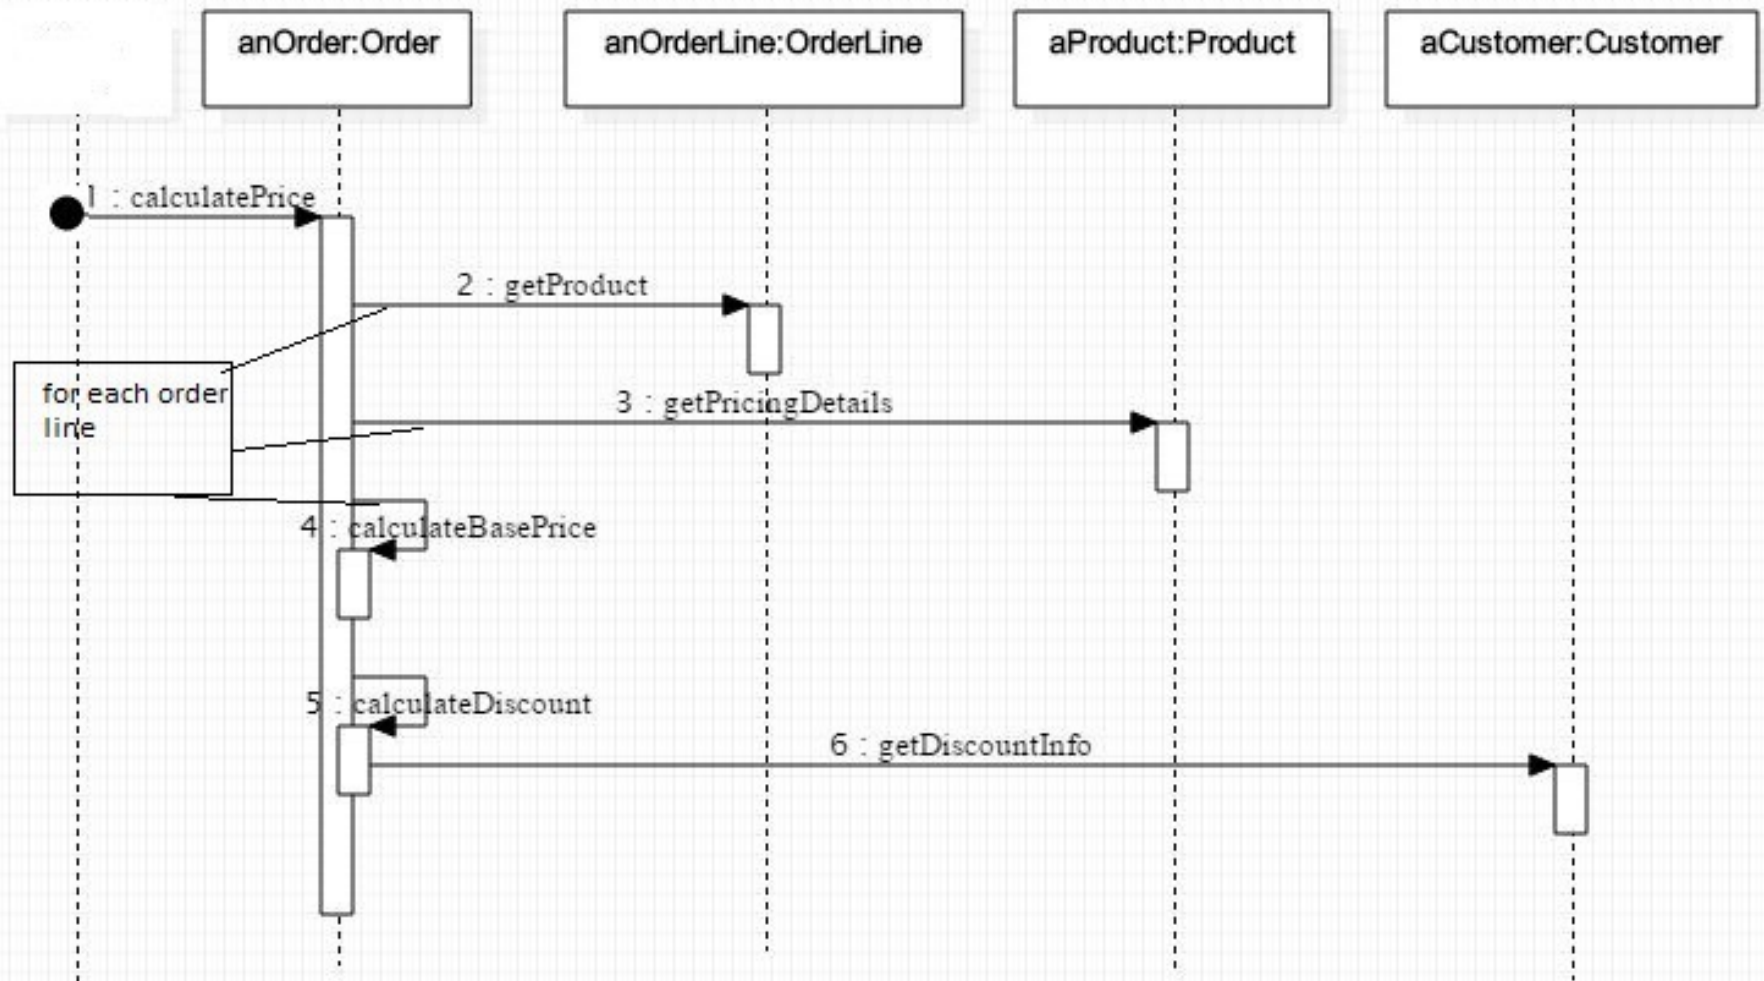 anOrder:Order
anOrderLine:OrderLine
aProduct:Product
aCustomer:Customer
1 : calculatePrice
2 : getProduct
for each order
line
3 : getPricingDetails
4 : calculateBasePrice
5 : calculateDiscount
6 : getDiscountInfo